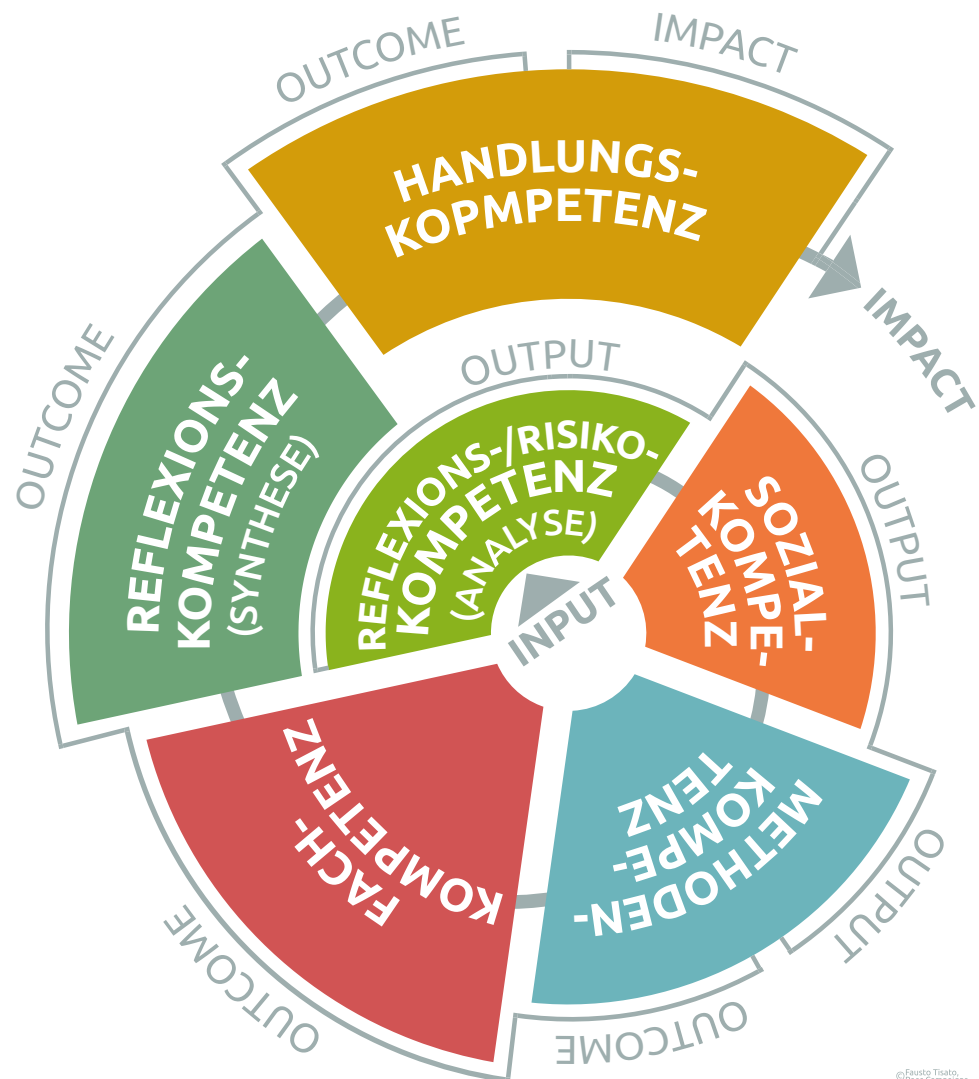 OUTCOME
IMPACT
HANDLUNGS-
KOPMPETENZ
IMPACT
OUTCOME
REFLEXIONS-
KOMPETENZ
(SYNTHESE)
OUTPUT
REFLEXIONS-/RISIKO-
KOMPETENZ
(ANALYSE)
INPUT
SOZIAL-
KOMPE-
TENZ
OUTPUT
METHODEN-
KOMPE-
TENZ
OUTPUT
OUTCOME
FACH-
KOMPETENZ
OUTCOME
© Fausto Tisato,